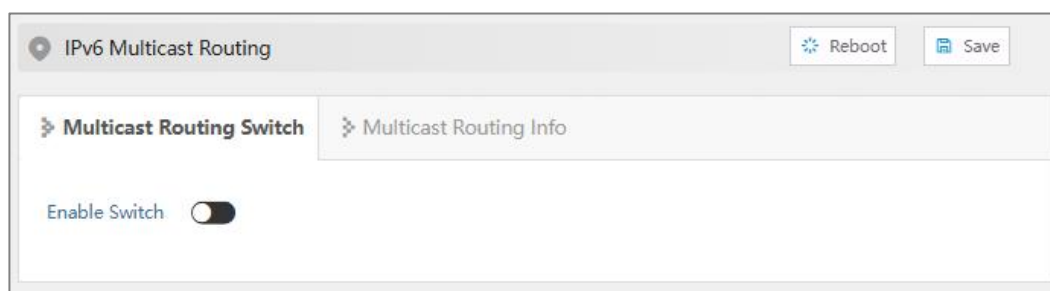 IPv6 Multicast Routing
Reboot
Save
Multicast Routing Switch
Multicast Routing Info
Enable Switch